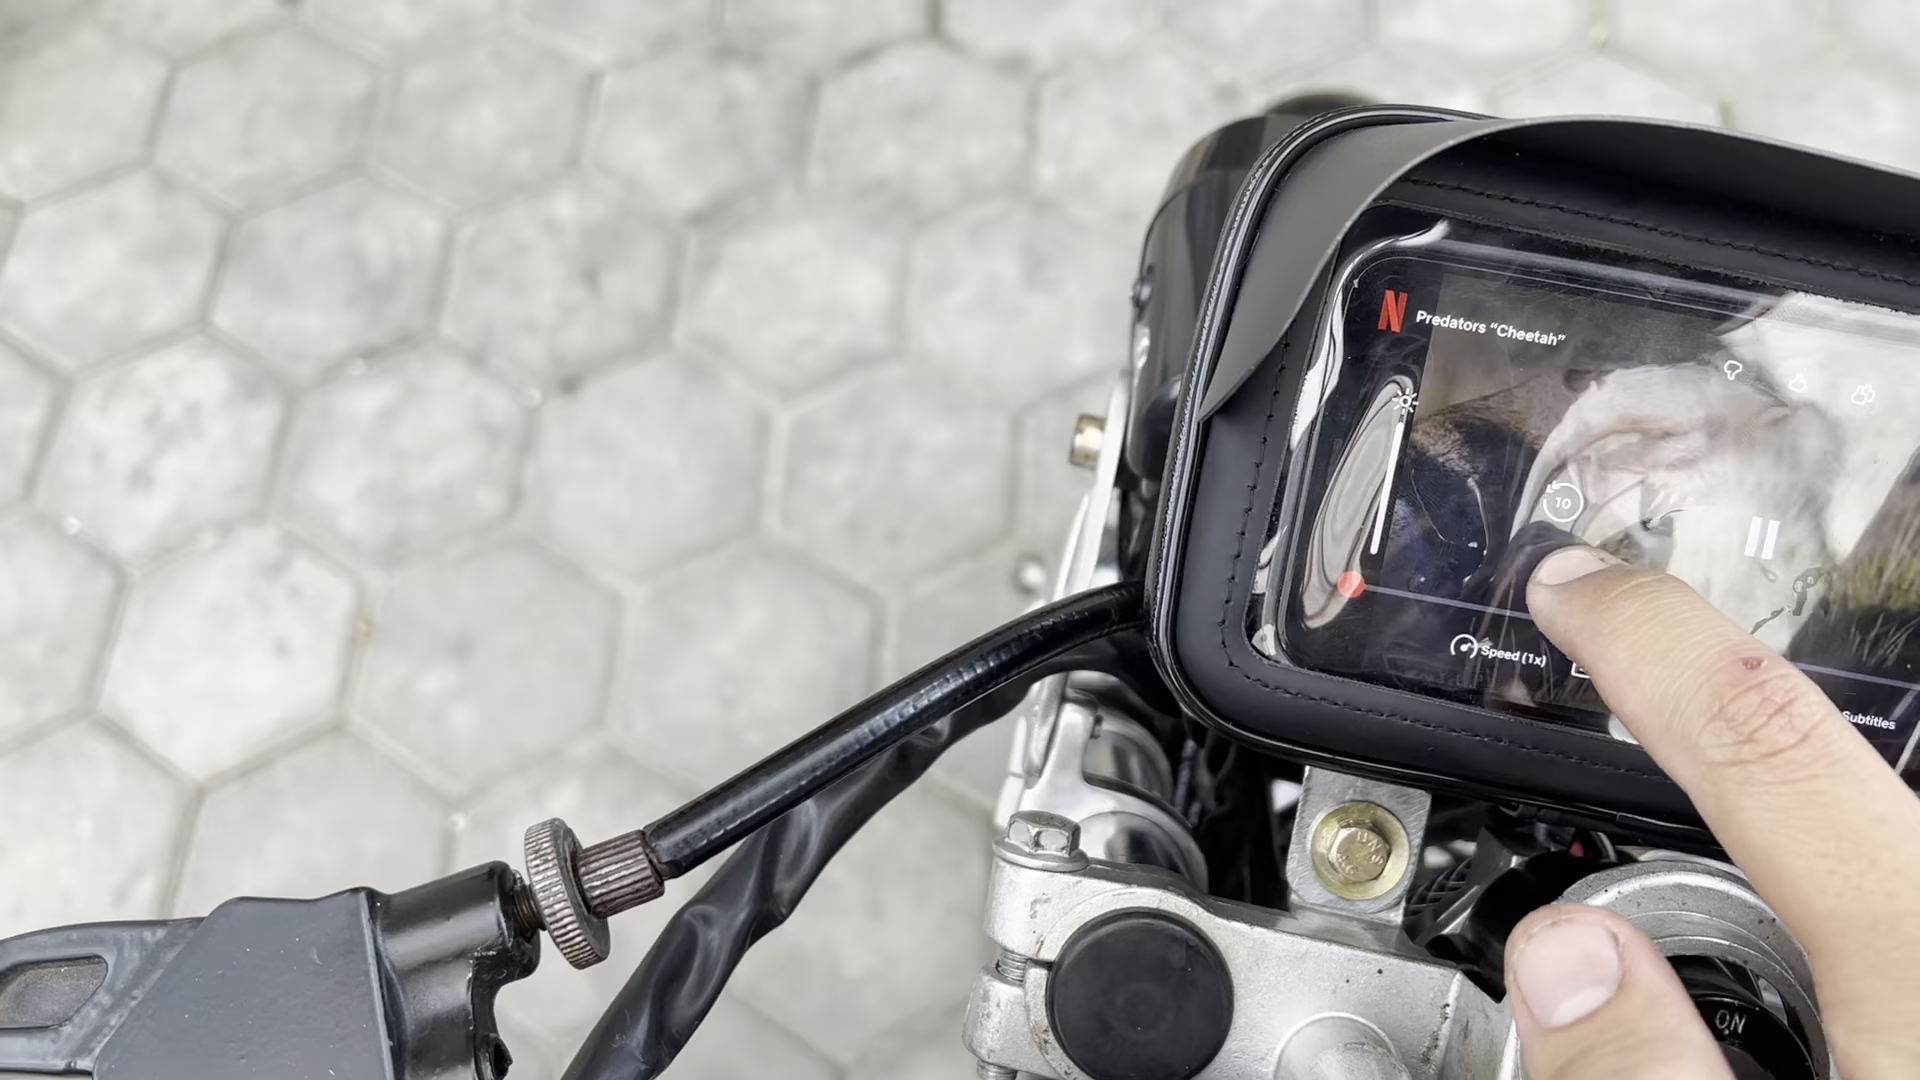 N
Predators “Cheetah”
10
Speed (1x)
Subtitles
ON